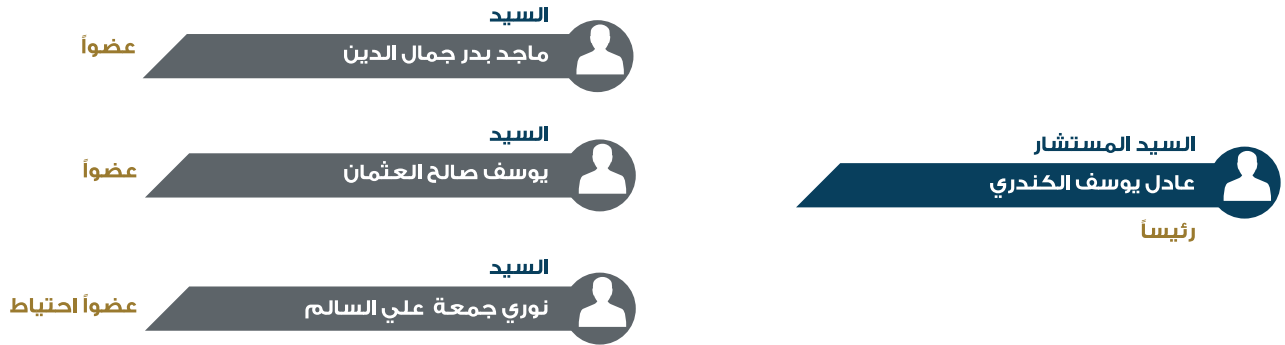 السيد المستشار
عادل يوسف الكندري
رئيساً
السيد
ماجد بدر جمال الدين
عضواً
السيد
يوسف صالح العثمان
عضواً
السيد
نوري جمعة علي السالم
عضواً احتياط